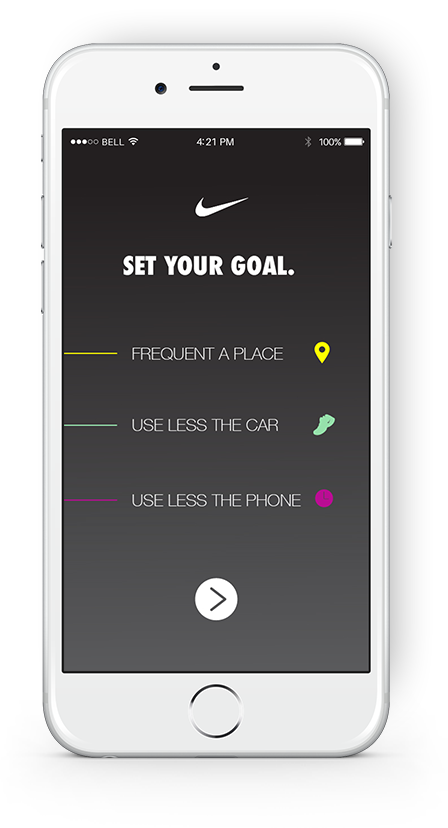 BELL
4:21 PM
100%
SET YOUR GOAL.
FREQUENT A PLACE
USE LESS THE CAR
USE LESS THE PHONE